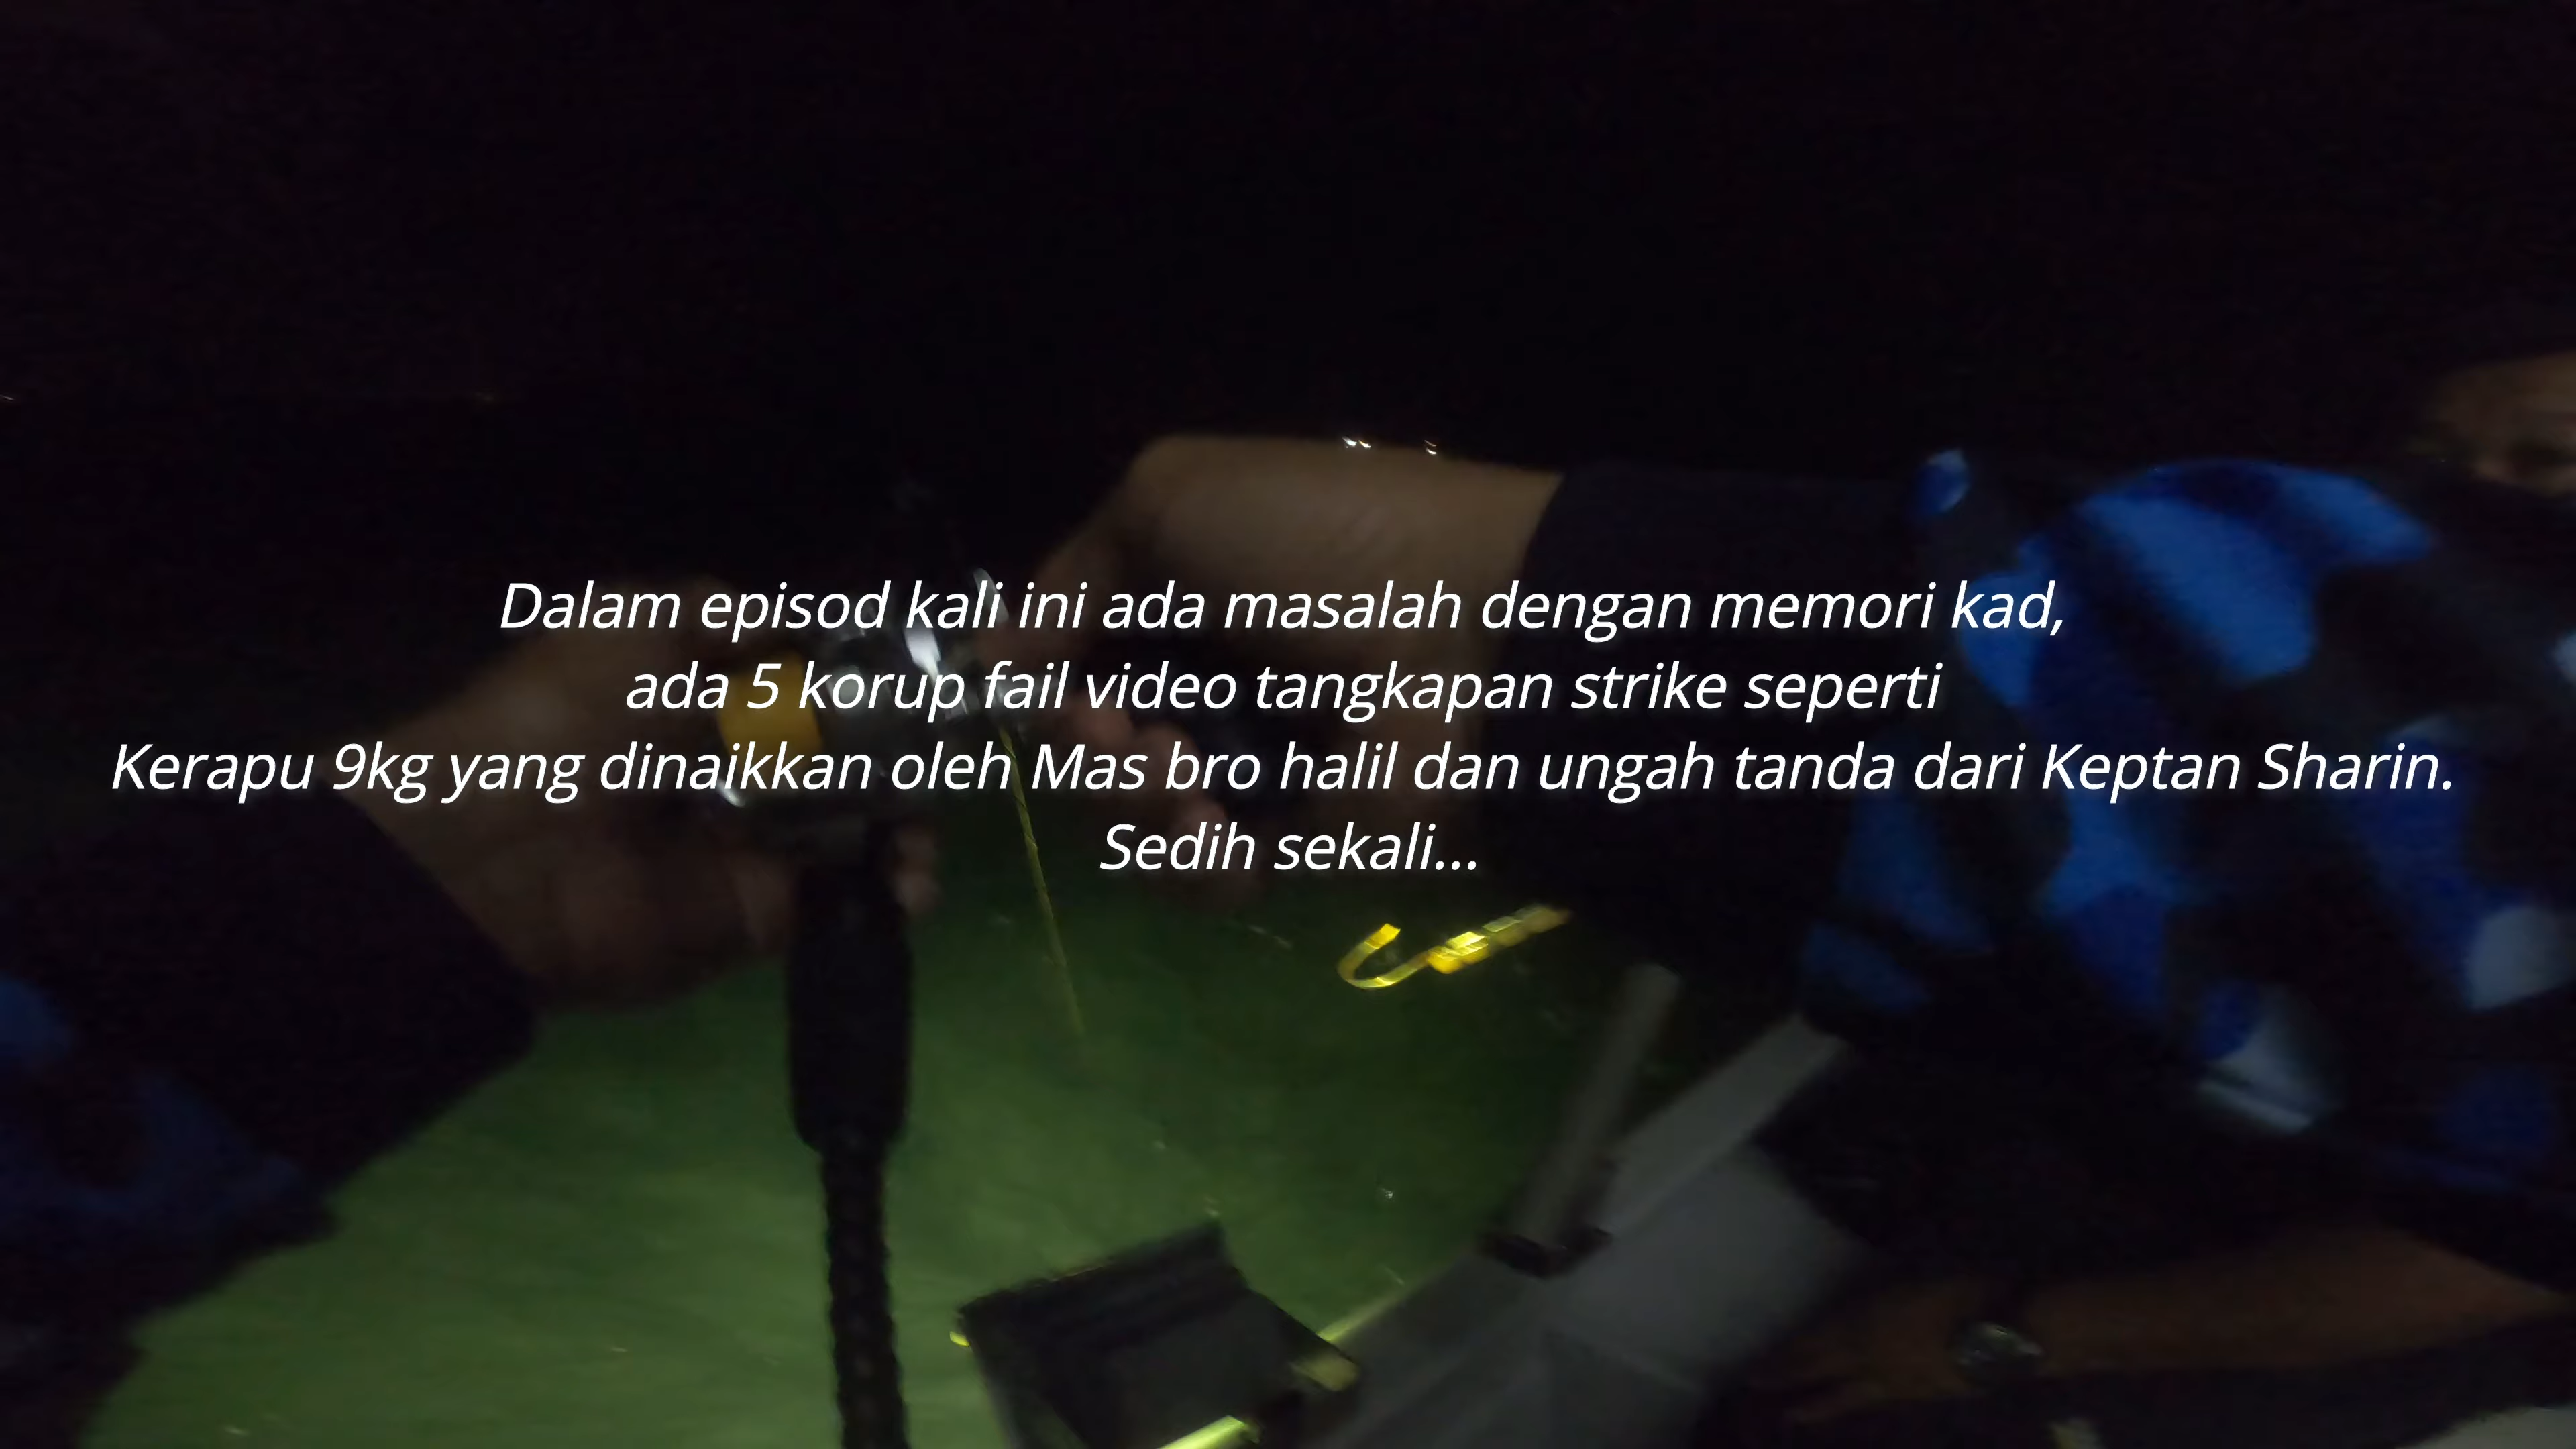 Dalam episod kali ini ada masalah dengan memori kad,
ada 5 korup fail video tangkapan strike seperti
Kerapu 9kg yang dinaikkan oleh Mas bro halil dan ungah tanda dari Keptan Sharin.
Sedih sekali...